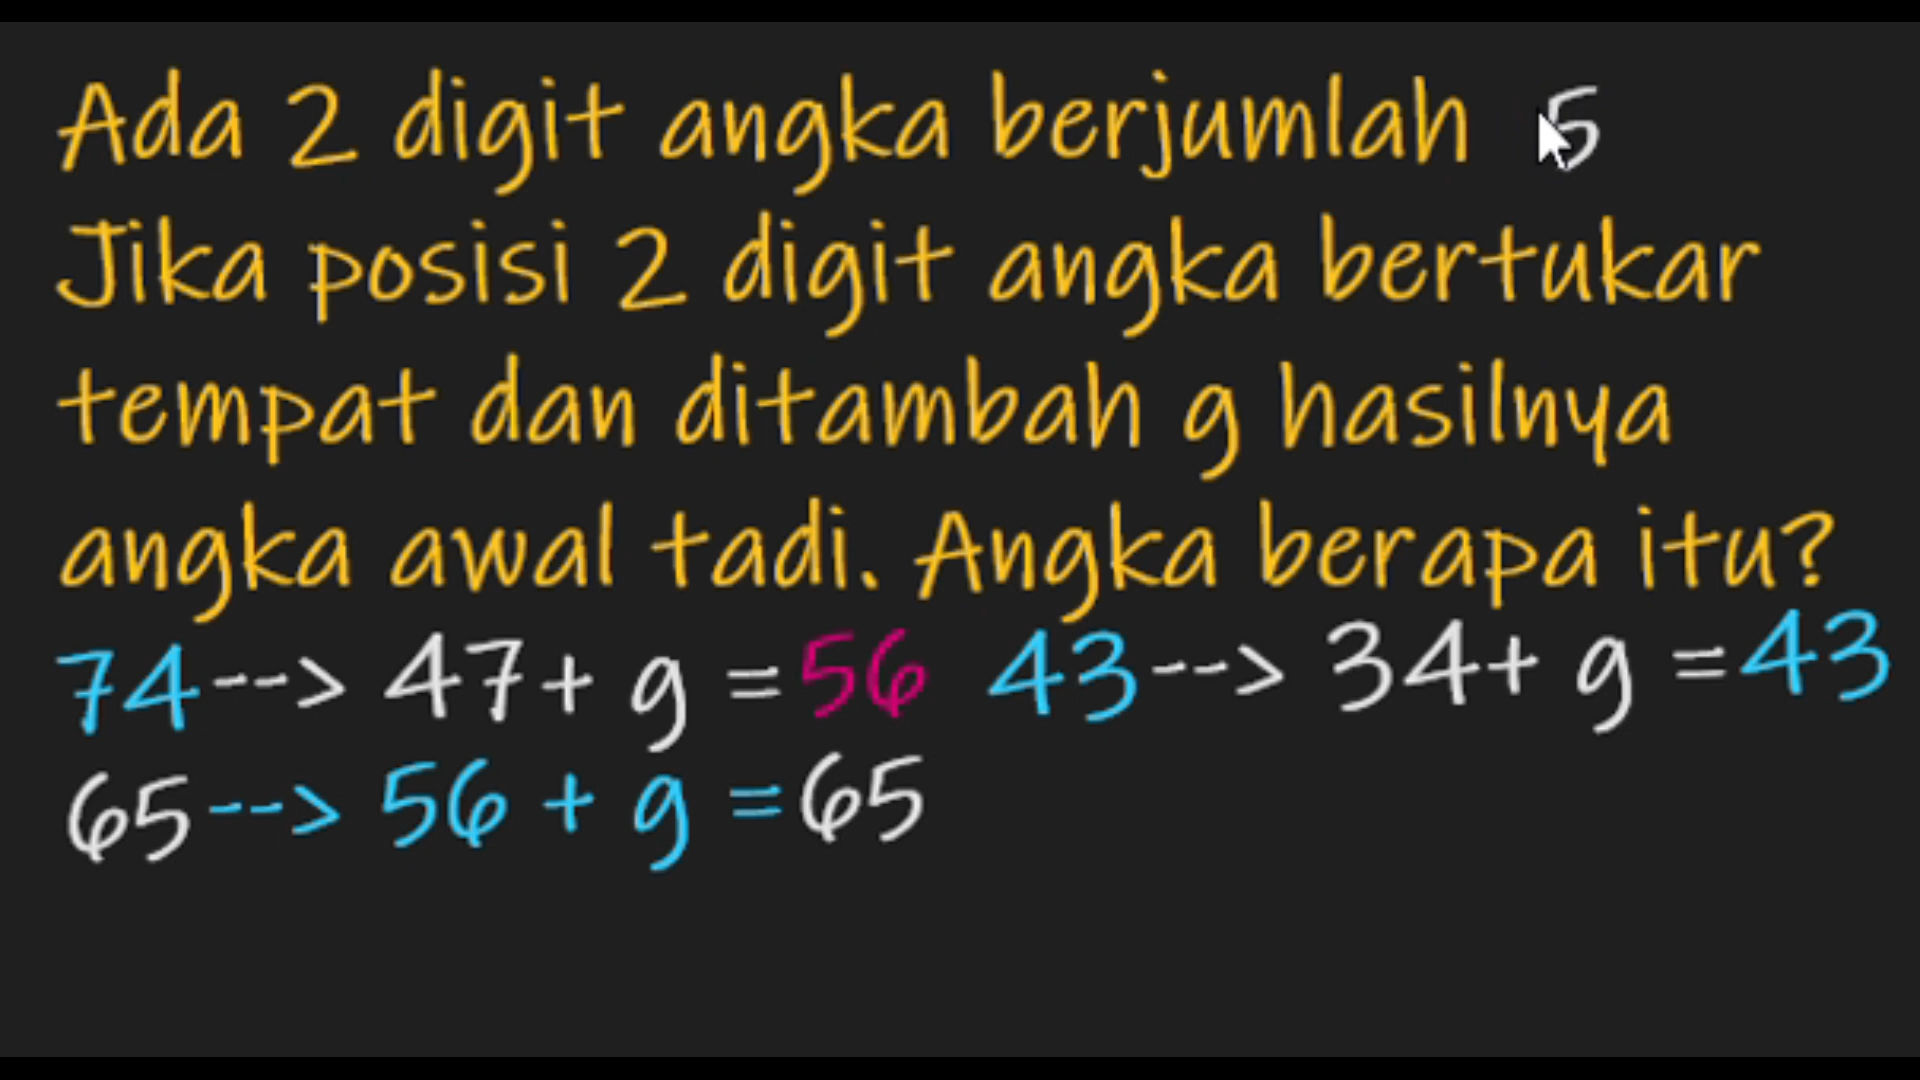 Ada 2 digit angka berjumlah 5
Jika posisi 2 digit angka bertukar
tempat dan ditambah 9 hasilnya
angka awal tadi. Angka berapa itu?
74--> 47+ 9 =56 43--> 34+ 9 =43
65--> 56 + 9 =65